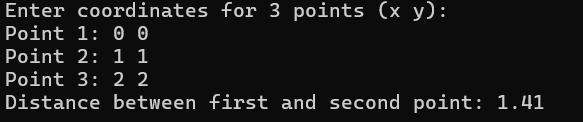 Enter coordinates for 3 points (x y):
Point 1: 0 0
Point 2: 1 1
Point 3: 2 2
Distance between first and second point: 1.41